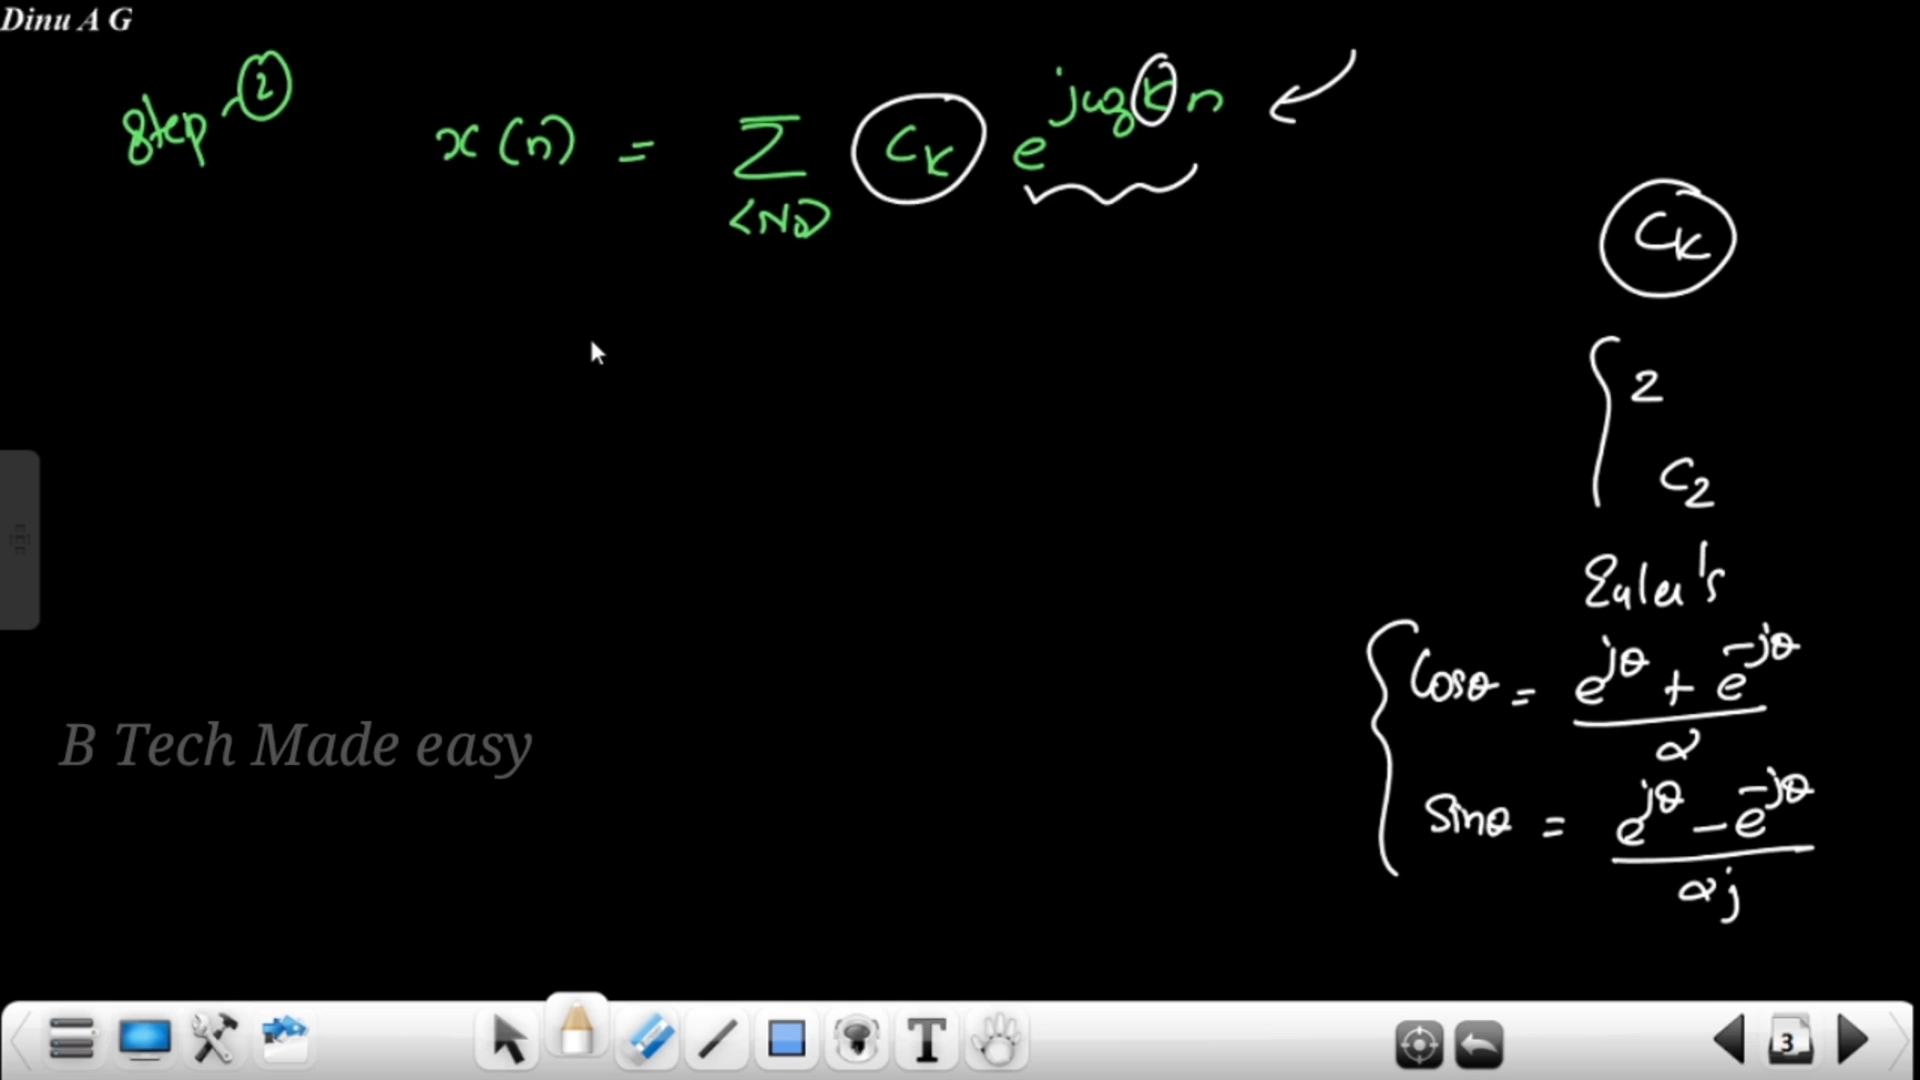 Dinu A G
Step-②
x(n) = Σ C_K e^{jω₀Kn}
<N₀>
C_K
2
C₂
Euler's
Cosθ = e^{jθ} + e^{-jθ}
2
Sinθ = e^{jθ} - e^{-jθ}
2j
B Tech Made easy
3